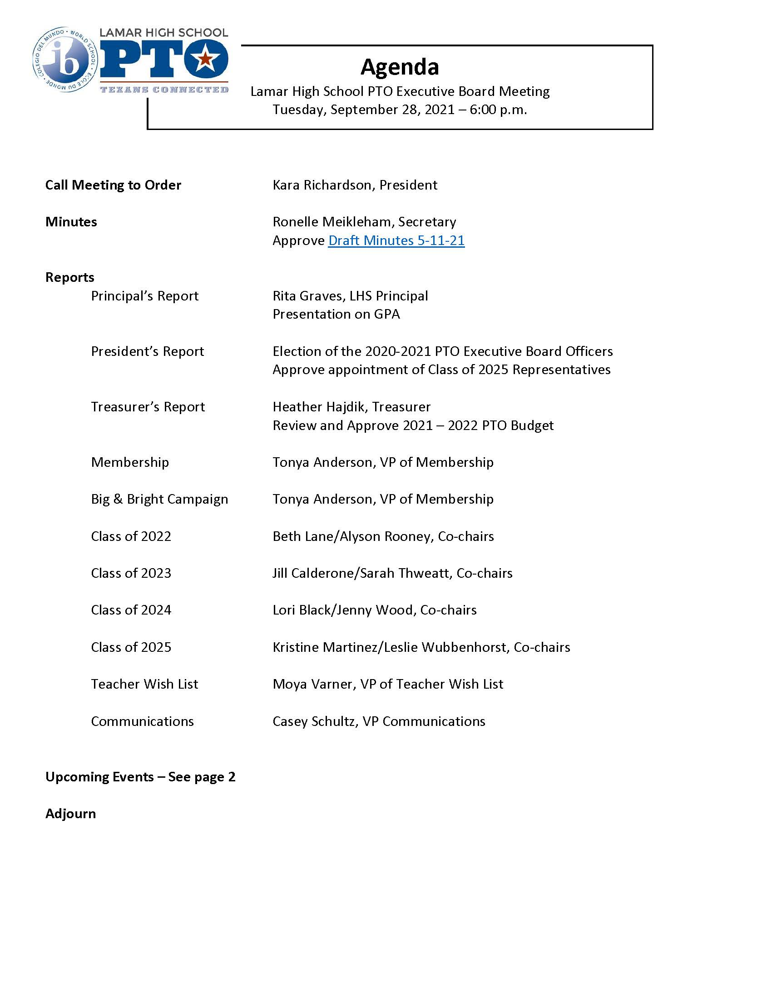 COLEGIO DEL MUNDO • WORLD SCHOOL • ÉCOLE DU MONDE •
ib
LAMAR HIGH SCHOOL
PTO
TEXANS CONNECTED
Agenda
Lamar High School PTO Executive Board Meeting
Tuesday, September 28, 2021 – 6:00 p.m.
Call Meeting to Order Kara Richardson, President
Minutes Ronelle Meikleham, Secretary
Approve Draft Minutes 5-11-21
Reports
Principal’s Report Rita Graves, LHS Principal
Presentation on GPA
President’s Report Election of the 2020-2021 PTO Executive Board Officers
Approve appointment of Class of 2025 Representatives
Treasurer’s Report Heather Hajdik, Treasurer
Review and Approve 2021 – 2022 PTO Budget
Membership Tonya Anderson, VP of Membership
Big & Bright Campaign Tonya Anderson, VP of Membership
Class of 2022 Beth Lane/Alyson Rooney, Co-chairs
Class of 2023 Jill Calderone/Sarah Thweatt, Co-chairs
Class of 2024 Lori Black/Jenny Wood, Co-chairs
Class of 2025 Kristine Martinez/Leslie Wubbenhorst, Co-chairs
Teacher Wish List Moya Varner, VP of Teacher Wish List
Communications Casey Schultz, VP Communications
Upcoming Events – See page 2
Adjourn